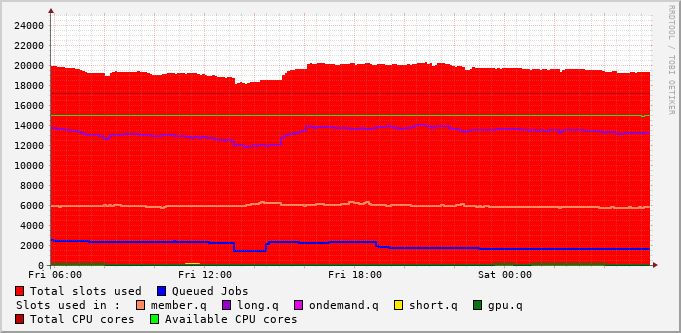 24000
22000
20000
18000
16000
14000
12000
10000
8000
6000
4000
2000
0
Fri 06:00 Fri 12:00 Fri 18:00 Sat 00:00
Total slots used Queued Jobs
Slots used in : member.q long.q ondemand.q short.q gpu.q
Total CPU cores Available CPU cores
RRDTOOL / TOBI OETIKER